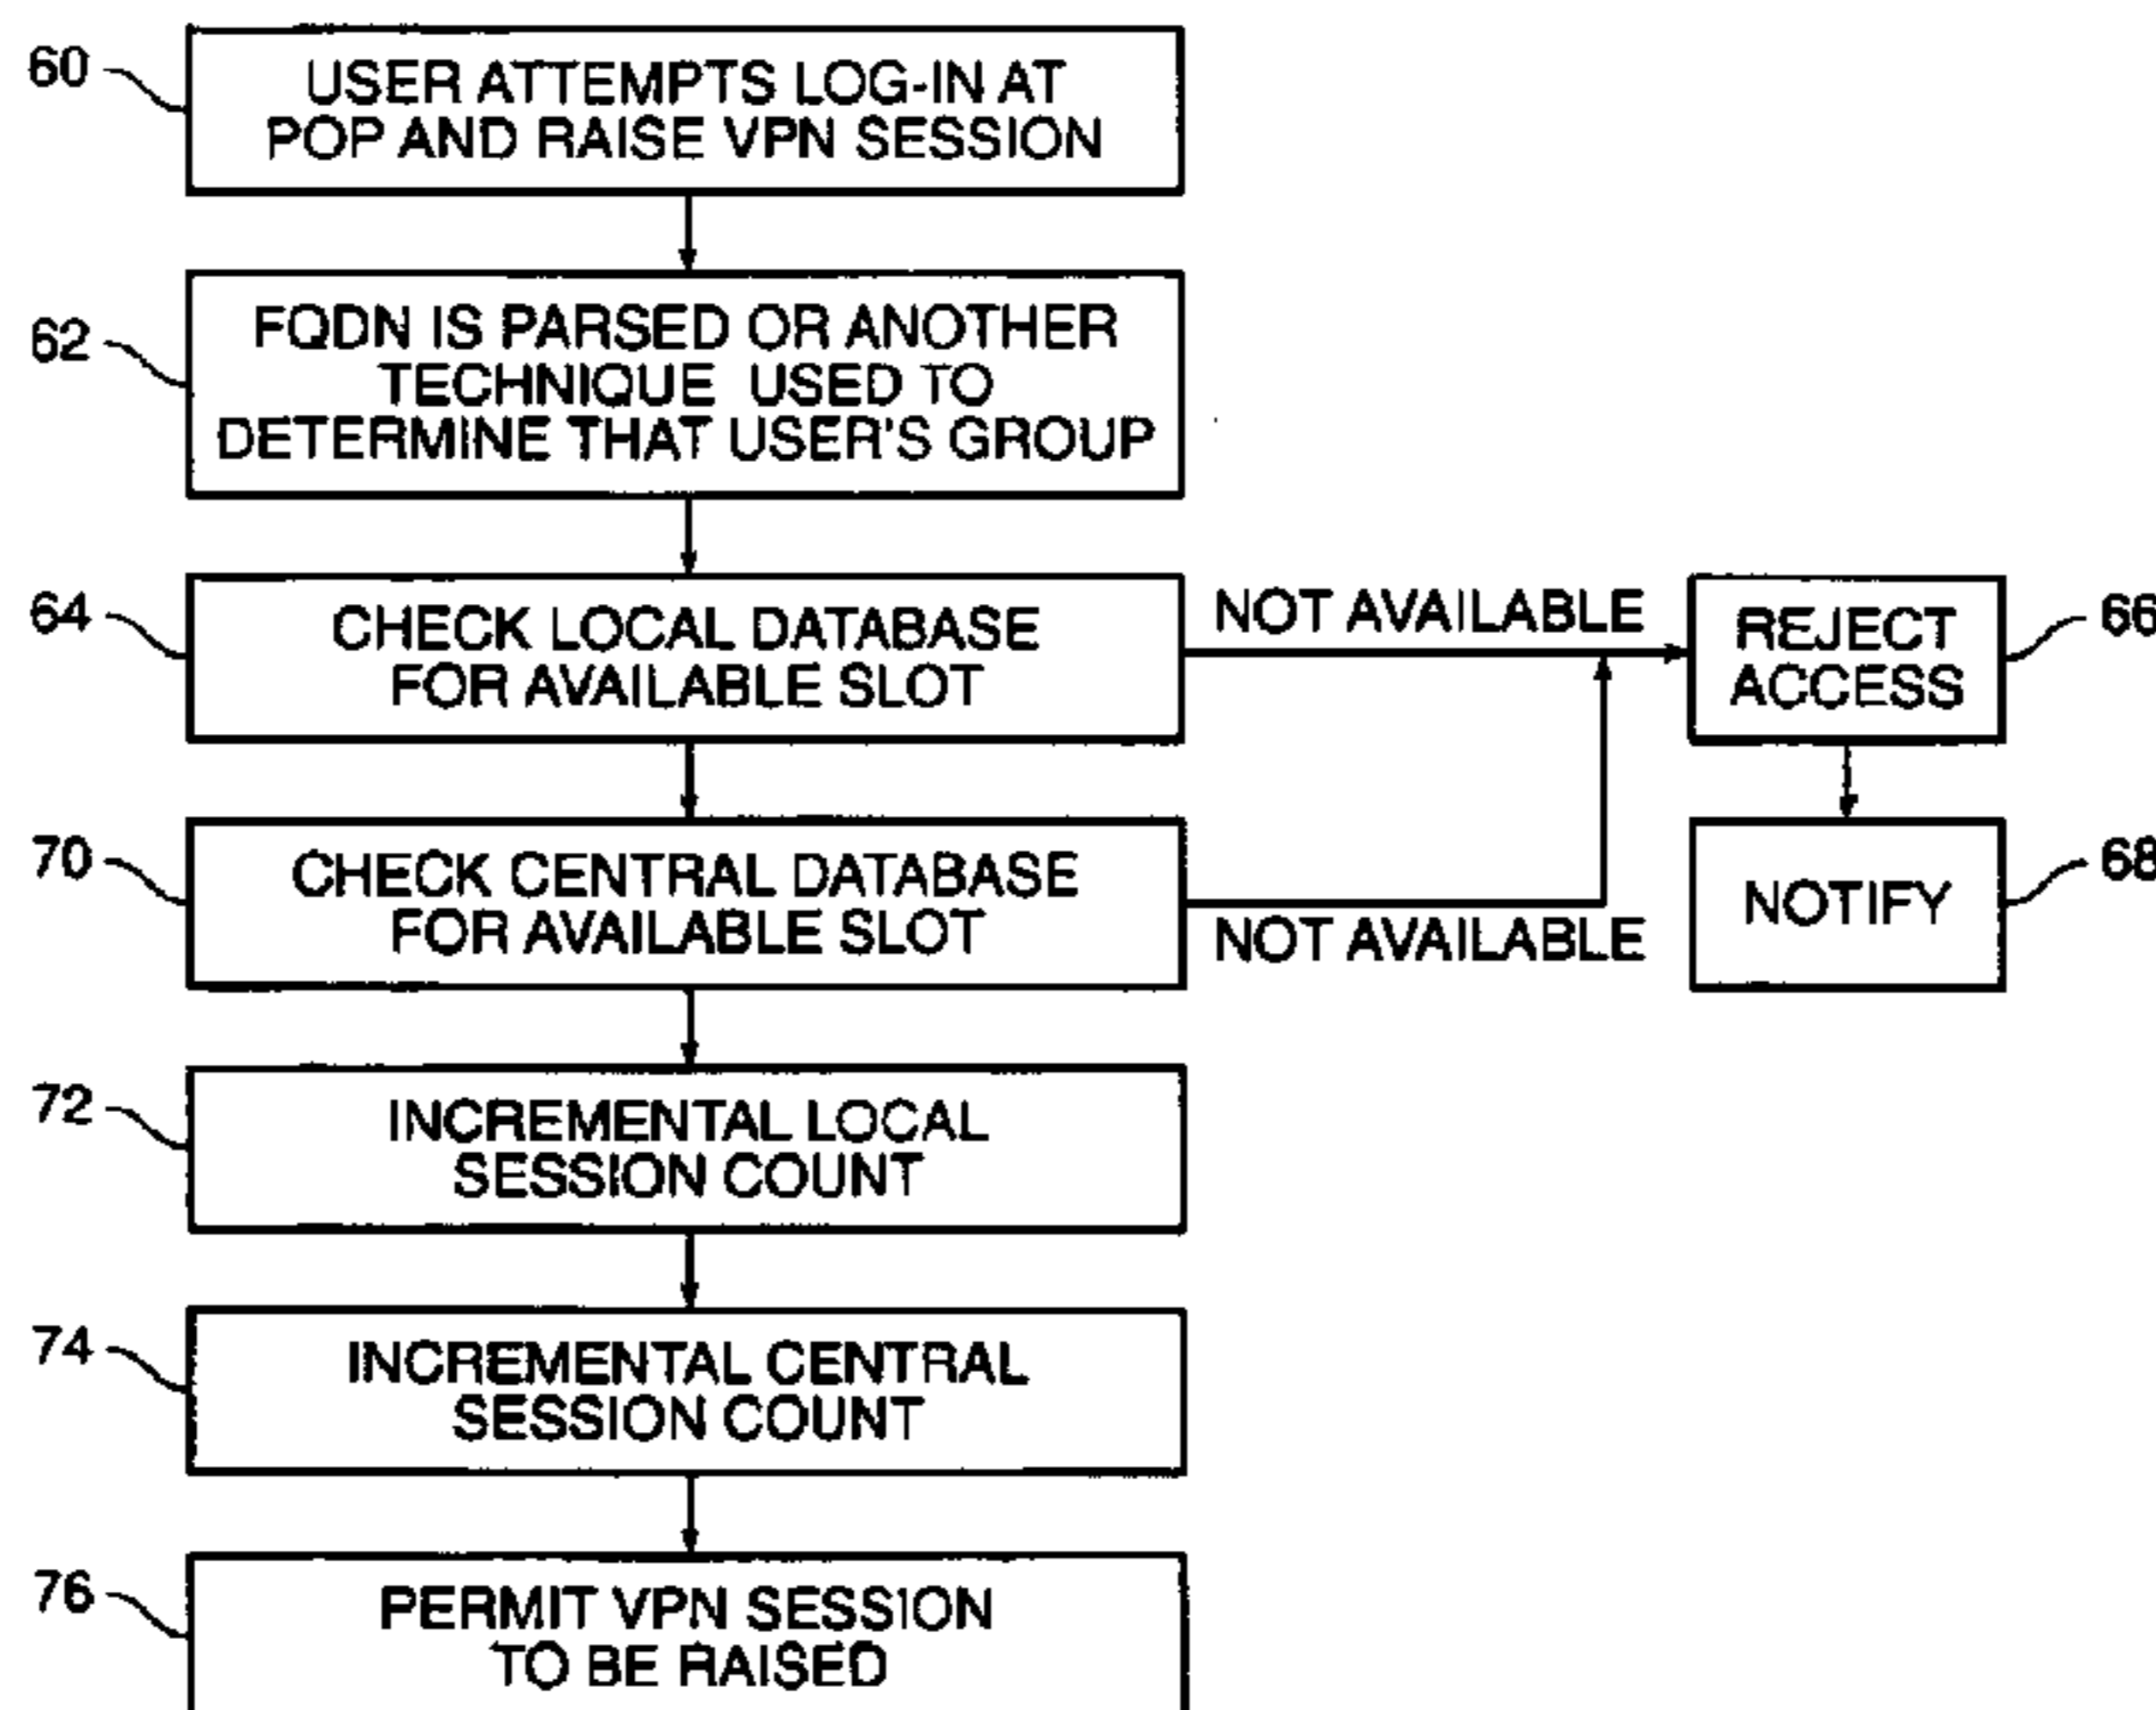 60
USER ATTEMPTS LOG-IN AT
POP AND RAISE VPN SESSION
62
FQDN IS PARSED OR ANOTHER
TECHNIQUE USED TO
DETERMINE THAT USER'S GROUP
64
CHECK LOCAL DATABASE
FOR AVAILABLE SLOT
NOT AVAILABLE
REJECT
ACCESS
66
70
CHECK CENTRAL DATABASE
FOR AVAILABLE SLOT
NOT AVAILABLE
NOTIFY
68
72
INCREMENTAL LOCAL
SESSION COUNT
74
INCREMENTAL CENTRAL
SESSION COUNT
76
PERMIT VPN SESSION
TO BE RAISED